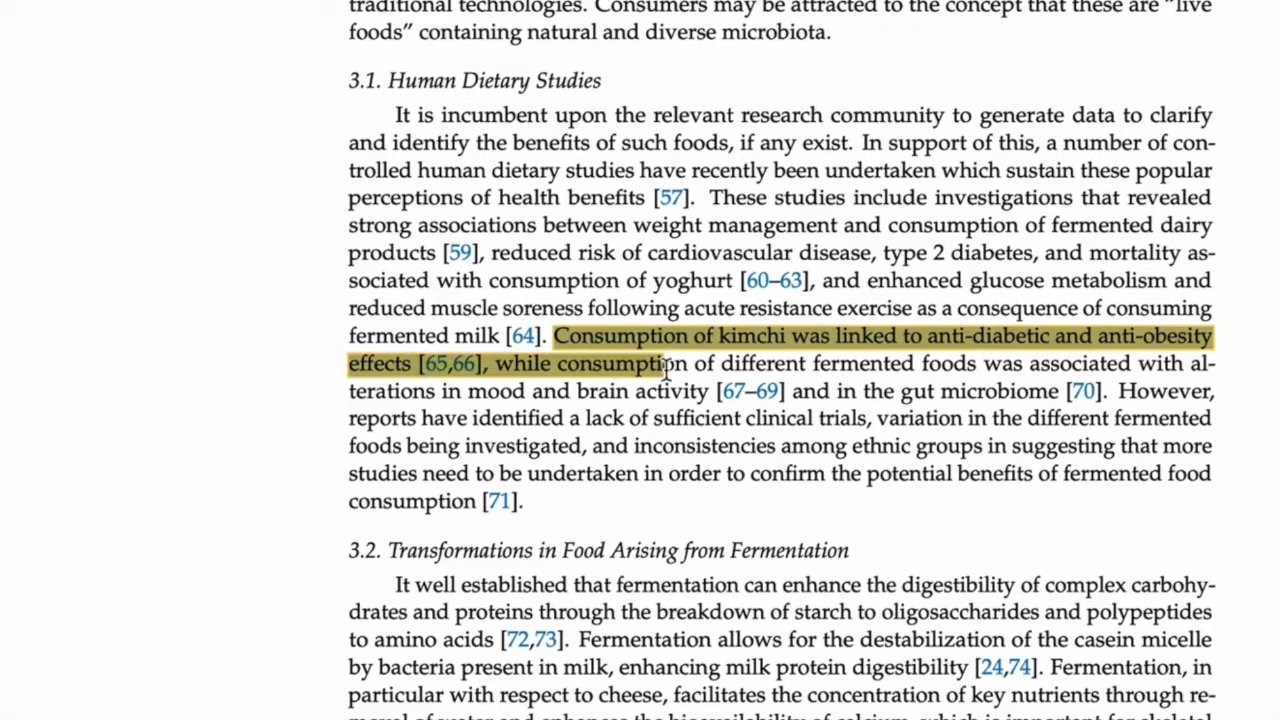 traditional technologies. Consumers may be attracted to the concept that these are “live
foods” containing natural and diverse microbiota.
3.1. Human Dietary Studies
It is incumbent upon the relevant research community to generate data to clarify
and identify the benefits of such foods, if any exist. In support of this, a number of con-
trolled human dietary studies have recently been undertaken which sustain these popular
perceptions of health benefits [57]. These studies include investigations that revealed
strong associations between weight management and consumption of fermented dairy
products [59], reduced risk of cardiovascular disease, type 2 diabetes, and mortality as-
sociated with consumption of yoghurt [60–63], and enhanced glucose metabolism and
reduced muscle soreness following acute resistance exercise as a consequence of consuming
fermented milk [64]. Consumption of kimchi was linked to anti-diabetic and anti-obesity
effects [65,66], while consumption of different fermented foods was associated with al-
terations in mood and brain activity [67–69] and in the gut microbiome [70]. However,
reports have identified a lack of sufficient clinical trials, variation in the different fermented
foods being investigated, and inconsistencies among ethnic groups in suggesting that more
studies need to be undertaken in order to confirm the potential benefits of fermented food
consumption [71].
3.2. Transformations in Food Arising from Fermentation
It well established that fermentation can enhance the digestibility of complex carbohy-
drates and proteins through the breakdown of starch to oligosaccharides and polypeptides
to amino acids [72,73]. Fermentation allows for the destabilization of the casein micelle
by bacteria present in milk, enhancing milk protein digestibility [24,74]. Fermentation, in
particular with respect to cheese, facilitates the concentration of key nutrients through re-
moval of water and enhances the bioavailability of calcium, which is important for skeletal